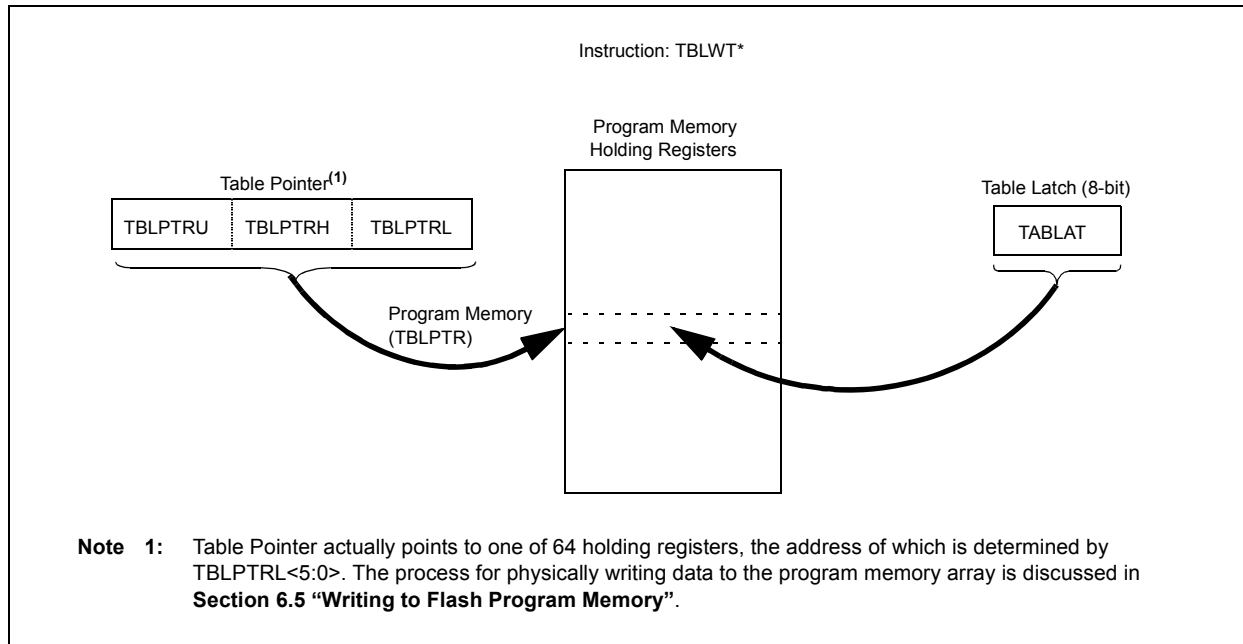 Instruction: TBLWT*
Program Memory
Holding Registers
Table Pointer(1)
Table Latch (8-bit)
TBLPTRU TBLPTRH TBLPTRL
TABLAT
Program Memory
(TBLPTR)
Note 1: Table Pointer actually points to one of 64 holding registers, the address of which is determined by
TBLPTRL<5:0>. The process for physically writing data to the program memory array is discussed in
Section 6.5 “Writing to Flash Program Memory”.